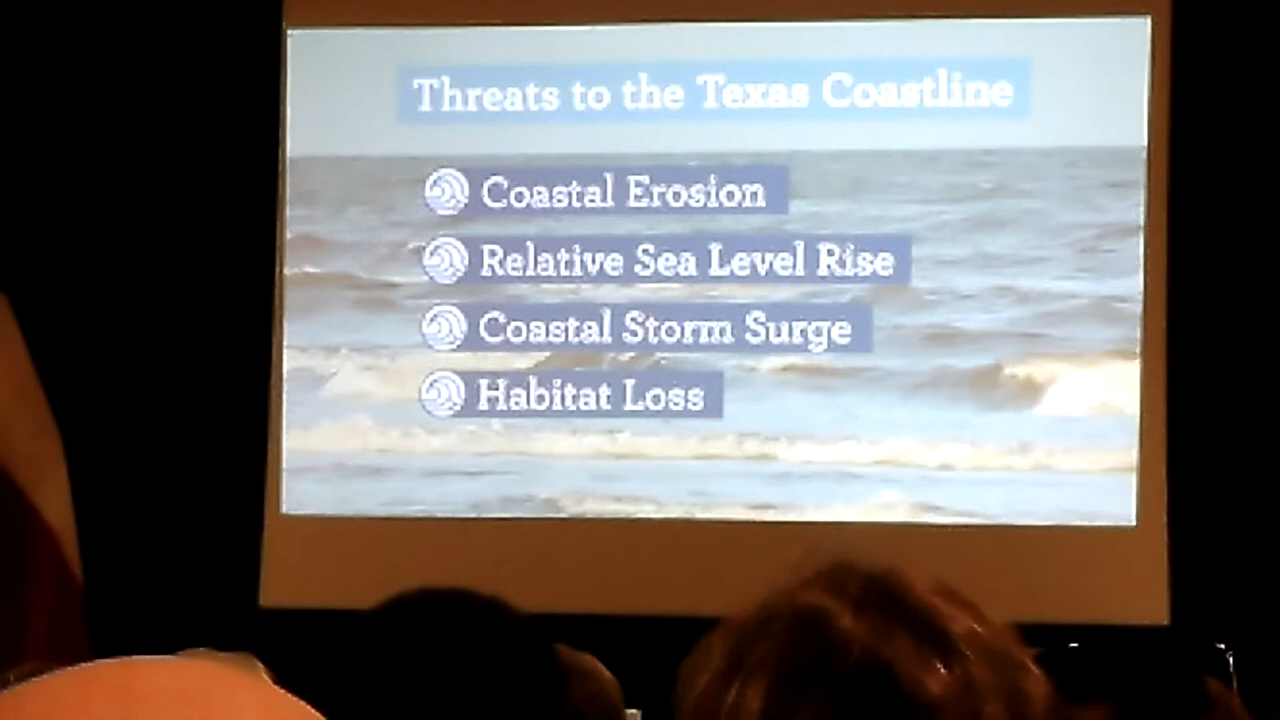 Threats to the Texas Coastline
Coastal Erosion
Relative Sea Level Rise
Coastal Storm Surge
Habitat Loss